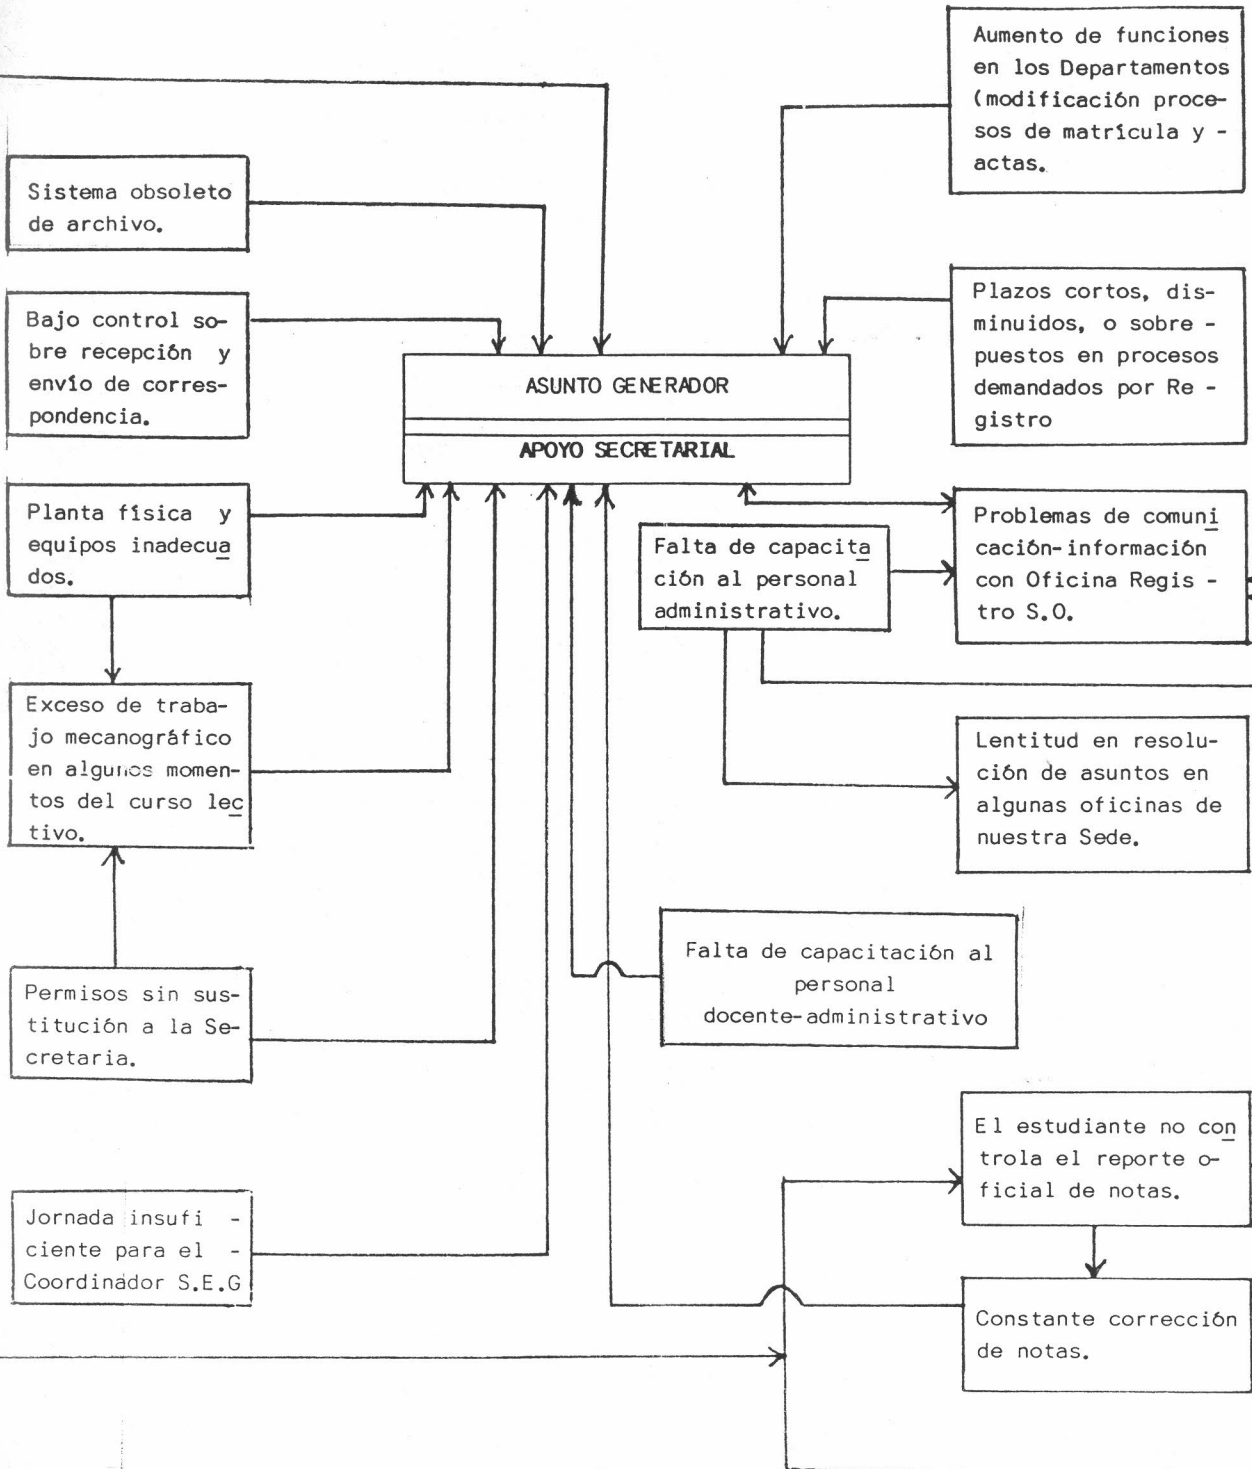 Aumento de funciones
en los Departamentos
(modificación proce-
sos de matrícula y -
actas.
Sistema obsoleto
de archivo.
Bajo control so-
bre recepción y
envío de corres-
pondencia.
Plazos cortos, dis-
minuidos, o sobre -
puestos en procesos
demandados por Re -
gistro
ASUNTO GENERADOR
APOYO SECRETARIAL
Planta física y
equipos inadecua
dos.
Falta de capacita
ción al personal
administrativo.
Problemas de comuni
cación-información
con Oficina Regis -
tro S.O.
Exceso de traba-
jo mecanográfico
en algunos momen-
tos del curso lec
tivo.
Lentitud en resolu-
ción de asuntos en
algunas oficinas de
nuestra Sede.
Falta de capacitación al
personal
docente-administrativo
Permisos sin sus-
titución a la Se-
cretaria.
El estudiante no con
trola el reporte o-
ficial de notas.
Jornada insufi -
ciente para el -
Coordinador S.E.G
Constante corrección
de notas.